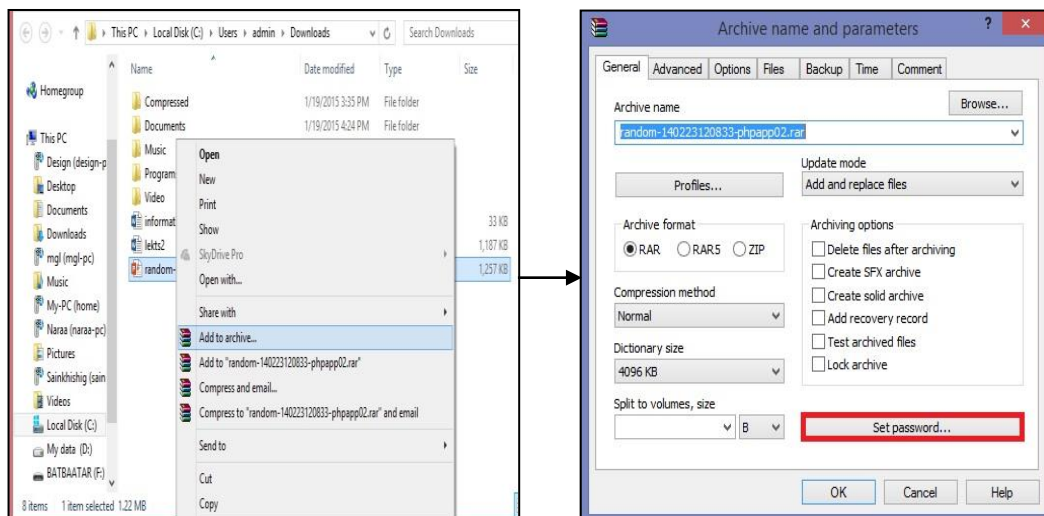 This PC ▸ Local Disk (C:) ▸ Users ▸ admin ▸ Downloads
Search Downloads
Name Date modified Type Size
Homegroup
This PC
Design (design-p
Desktop
Documents
Downloads
mgl (mgl-pc)
Music
My-PC (home)
Naraa (naraa-pc)
Pictures
Sainkhishig (sain
Videos
Local Disk (C:)
My data (D:)
BATBAATAR (F:)
Compressed 1/19/2015 3:35 PM File folder
Documents 1/19/2015 4:24 PM File folder
Music
Program
Video
informat 33 KB
lekts2 1,187 KB
random- 1,257 KB
Open
New
Print
Show
SkyDrive Pro
Open with...
Share with
Add to archive...
Add to "random-140223120833-phpapp02.rar"
Compress and email...
Compress to "random-140223120833-phpapp02.rar" and email
Send to
Cut
Copy
8 items 1 item selected 1.22 MB
Archive name and parameters
? ×
General Advanced Options Files Backup Time Comment
Archive name
Browse...
random-140223120833-phpapp02.rar
Profiles...
Update mode
Add and replace files
Archive format
RAR RAR5 ZIP
Compression method
Normal
Dictionary size
4096 KB
Split to volumes, size
B
Archiving options
Delete files after archiving
Create SFX archive
Create solid archive
Add recovery record
Test archived files
Lock archive
Set password...
OK Cancel Help